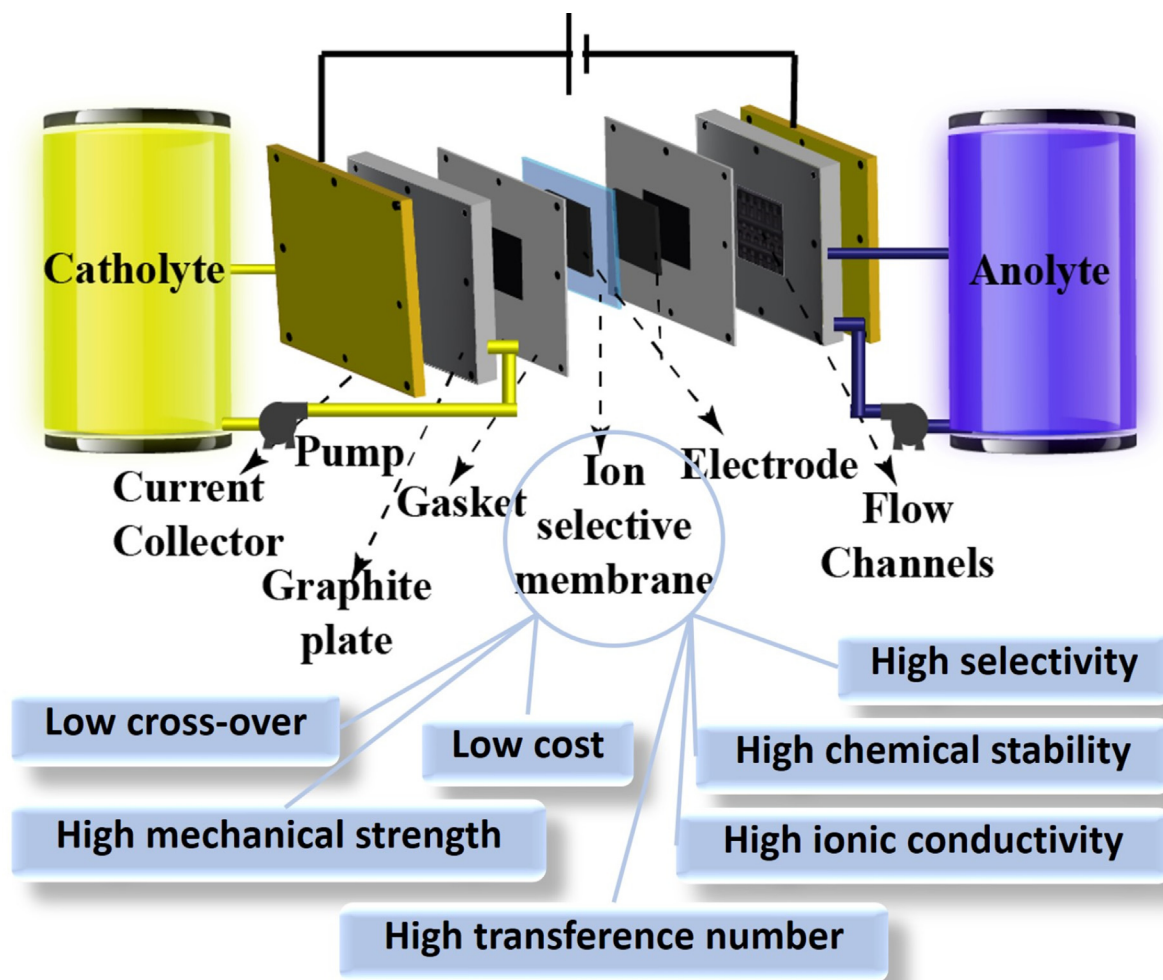 Catholyte
Anolyte
Pump
Current
Collector
Gasket
Graphite
plate
Ion
selective
membrane
Electrode
Flow
Channels
High selectivity
Low cross-over
Low cost
High chemical stability
High mechanical strength
High ionic conductivity
High transference number